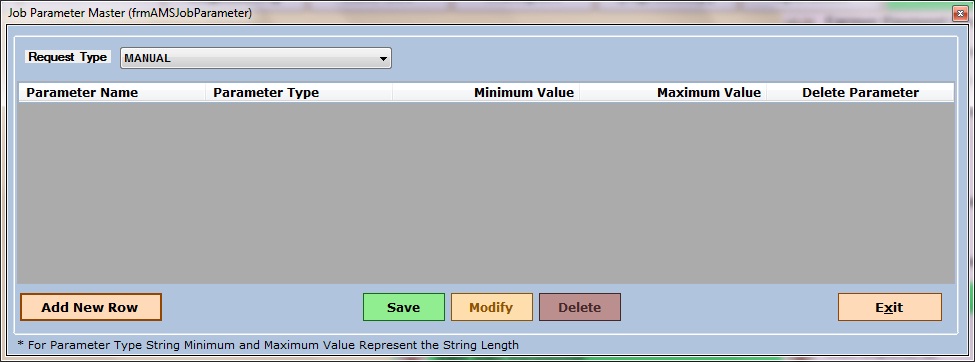 Job Parameter Master (frmAMSJobParameter)
Request Type MANUAL
Parameter Name Parameter Type Minimum Value Maximum Value Delete Parameter
Add New Row Save Modify Delete Exit
* For Parameter Type String Minimum and Maximum Value Represent the String Length